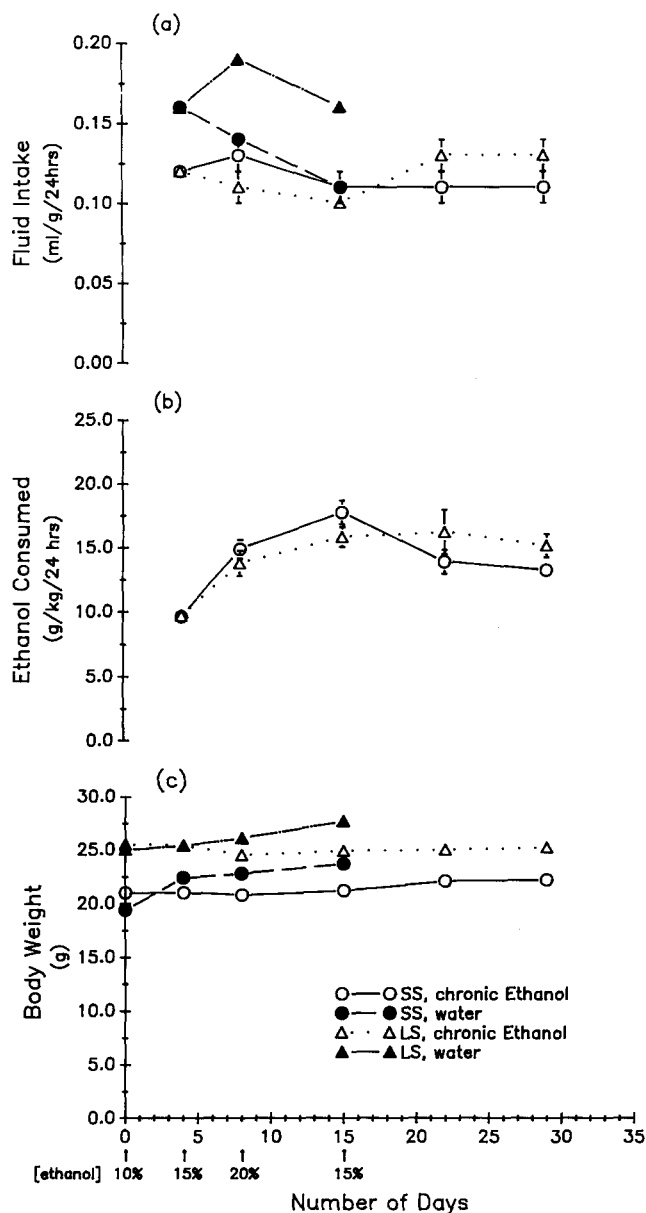 (a)
0.20
0.15
0.10
0.05
0.00
Fluid Intake
(ml/g/24hrs)
(b)
25.0
20.0
15.0
10.0
5.0
0.0
Ethanol Consumed
(g/kg/24 hrs)
(c)
30.0
25.0
20.0
15.0
10.0
5.0
0.0
Body Weight
(g)
SS, chronic Ethanol
SS, water
LS, chronic Ethanol
LS, water
0 5 10 15 20 25 30 35
[ethanol] 10% 15% 20% 15%
Number of Days